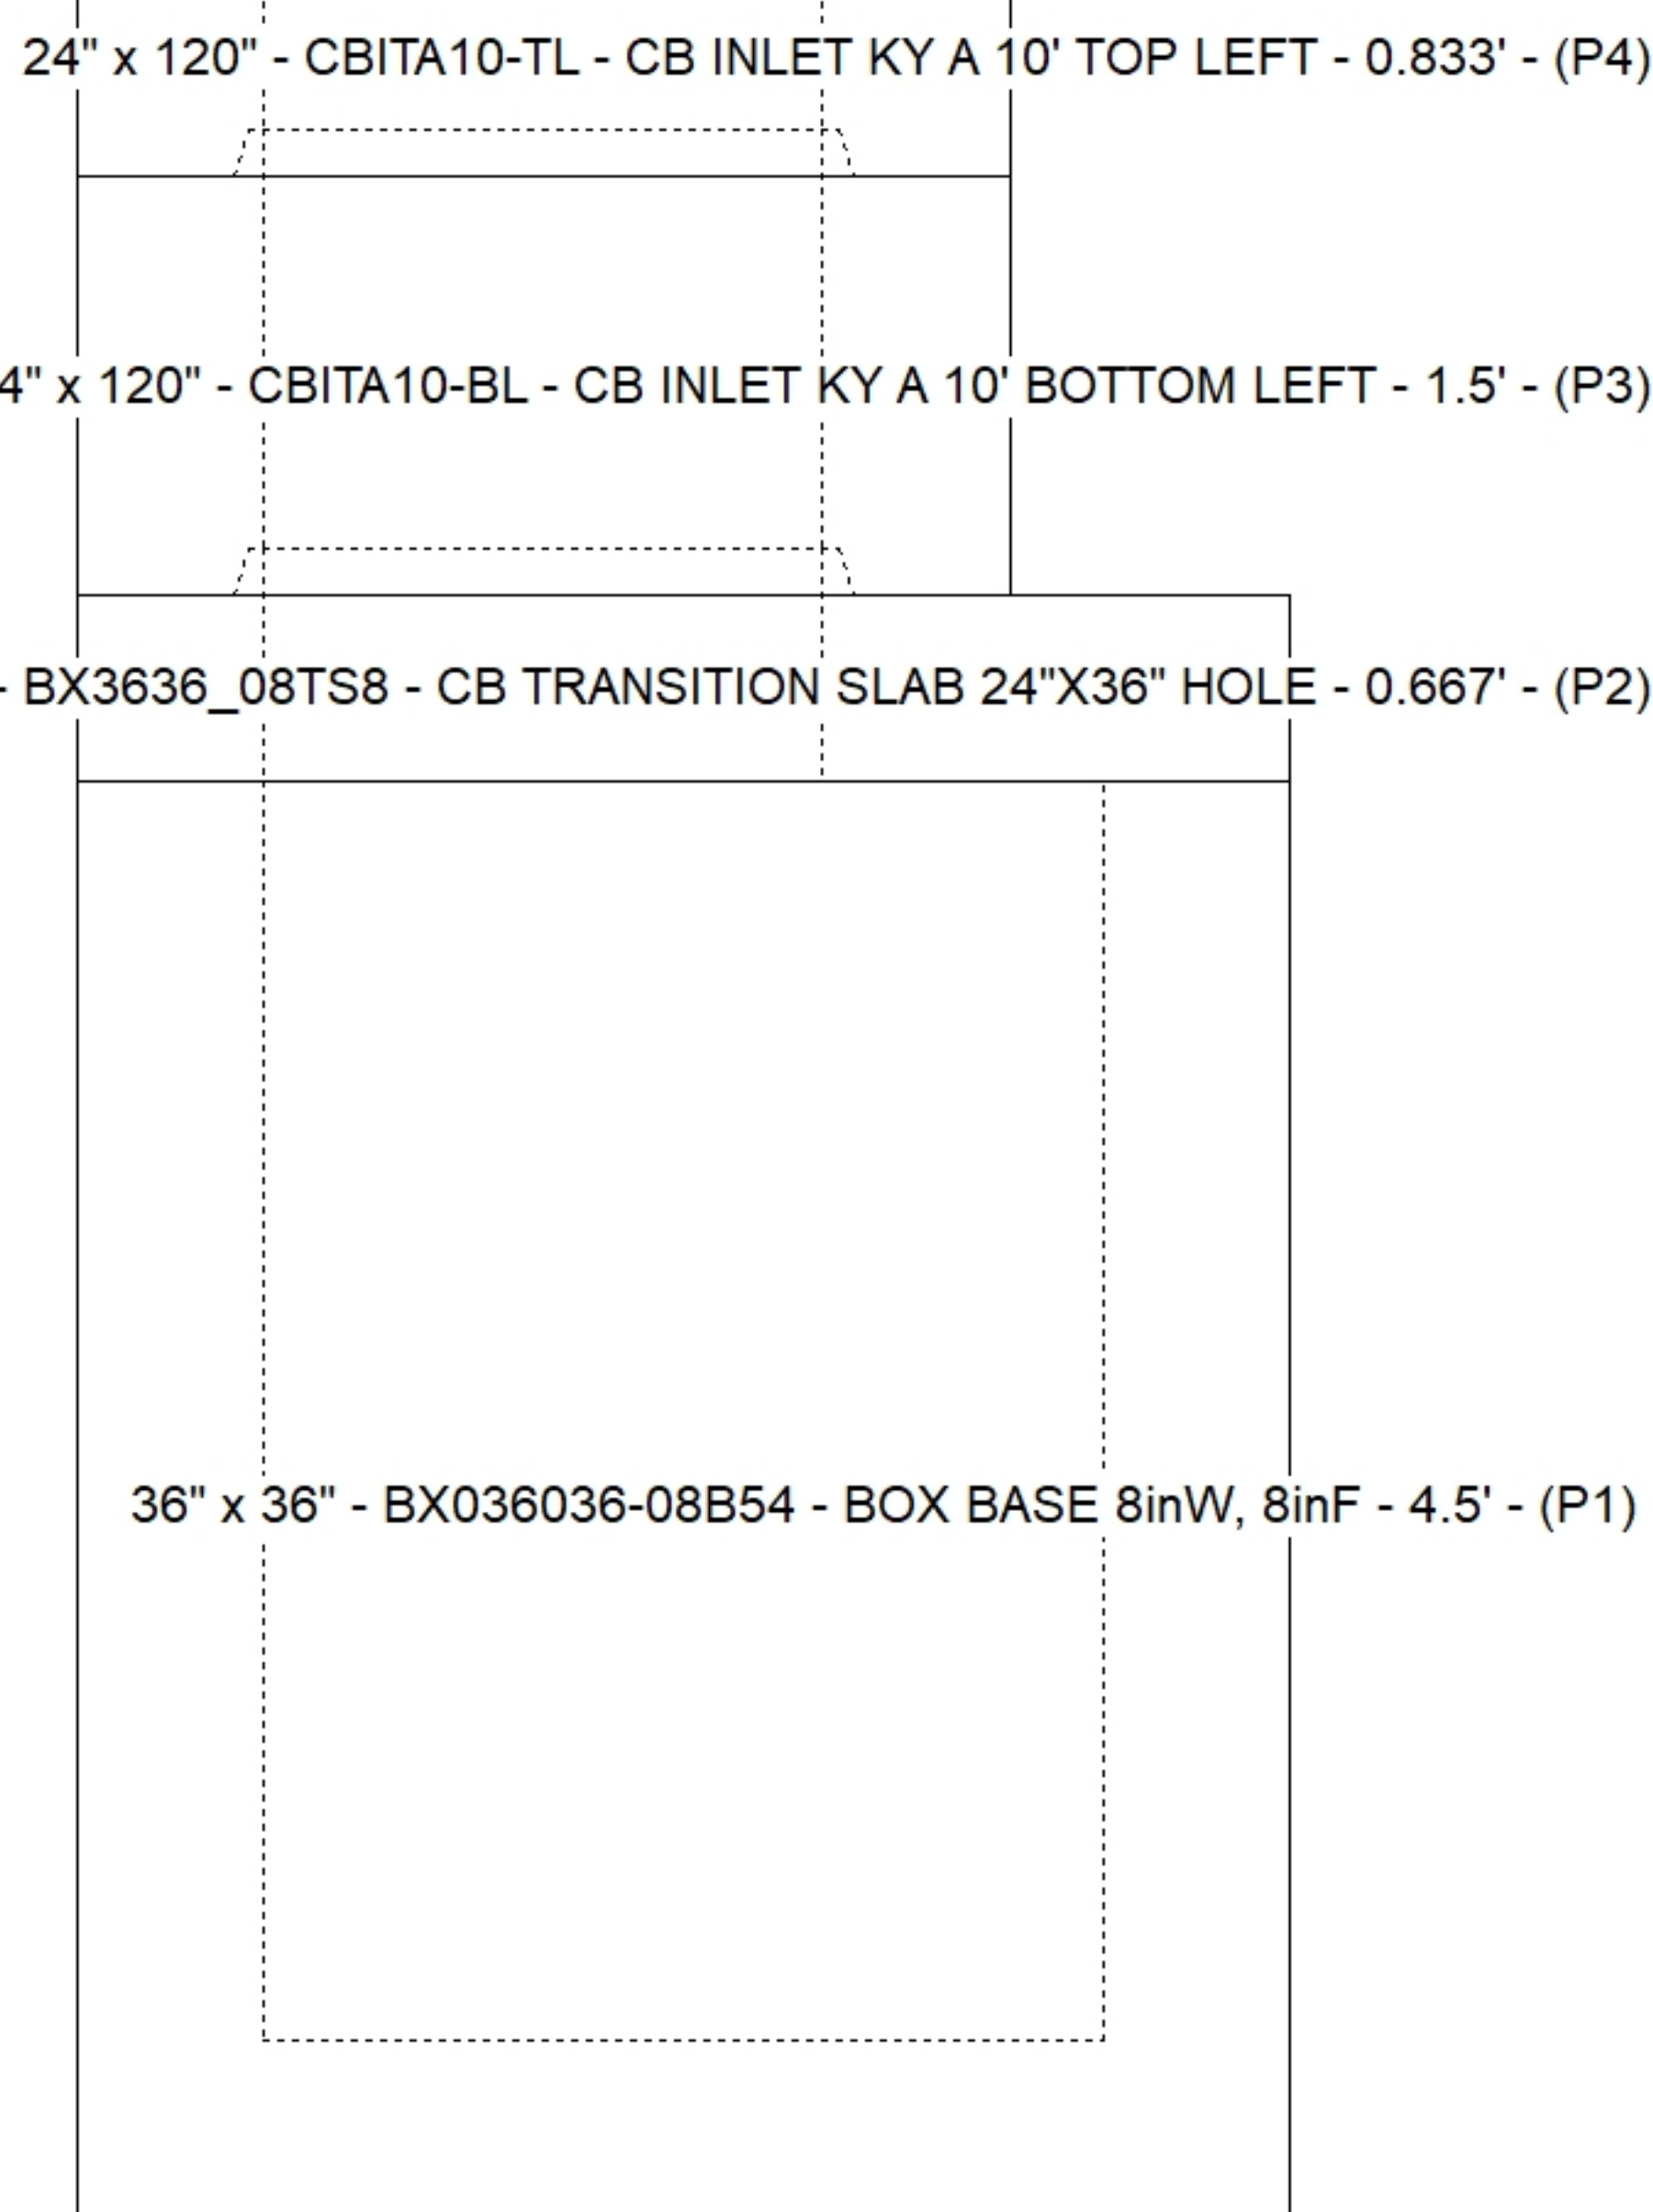 24" x 120" - CBITA10-TL - CB INLET KY A 10' TOP LEFT - 0.833' - (P4)
4" x 120" - CBITA10-BL - CB INLET KY A 10' BOTTOM LEFT - 1.5' - (P3)
- BX3636_08TS8 - CB TRANSITION SLAB 24"X36" HOLE - 0.667' - (P2)
36" x 36" - BX036036-08B54 - BOX BASE 8inW, 8inF - 4.5' - (P1)